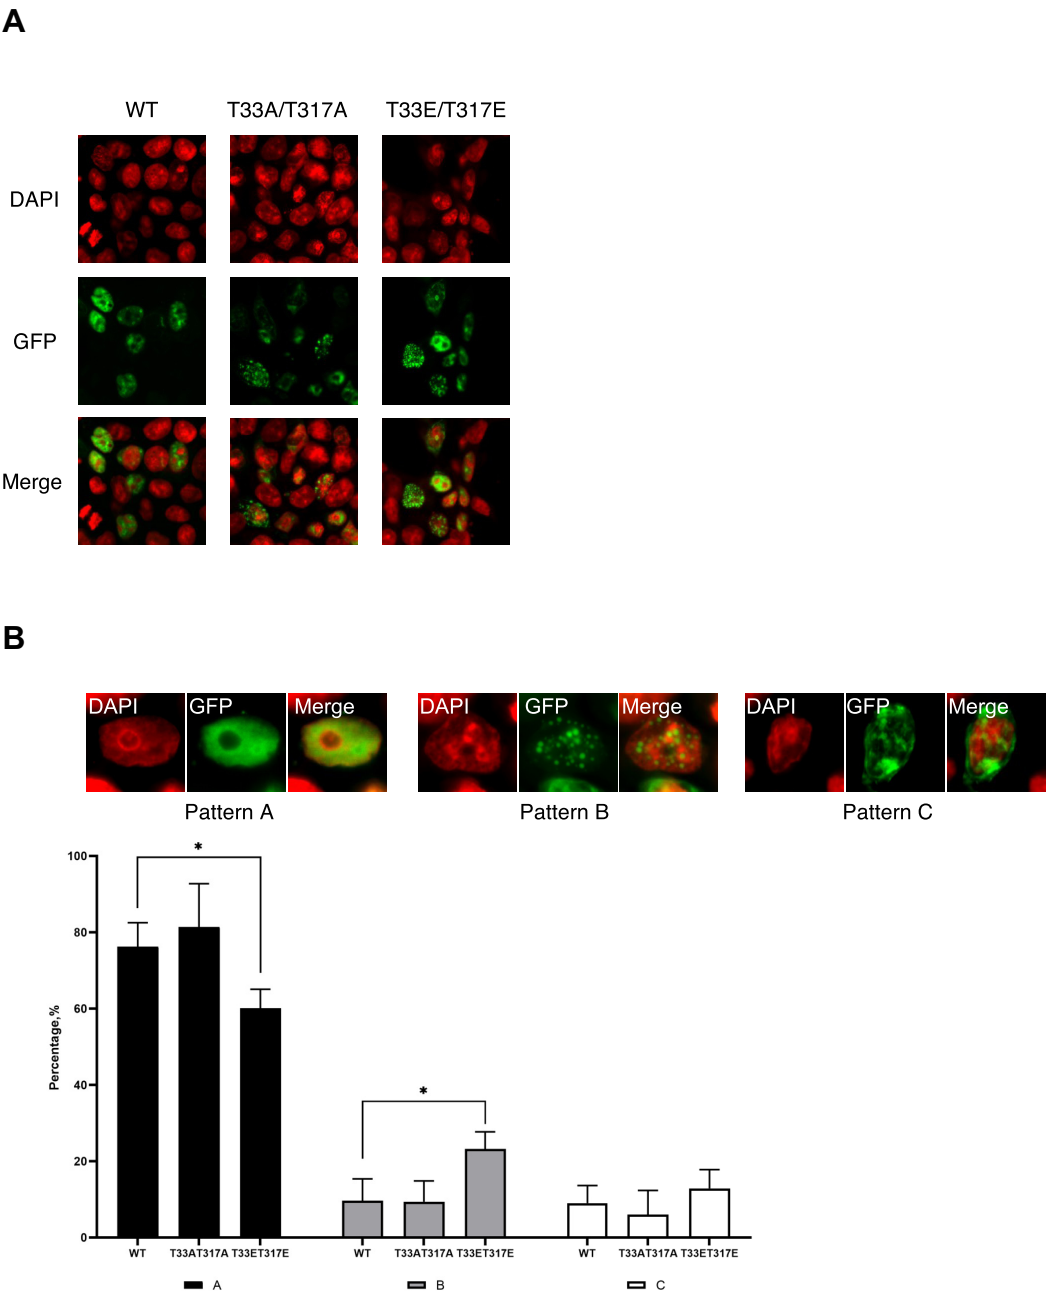 A
WT T33A/T317A T33E/T317E
DAPI
GFP
Merge
B
DAPI GFP Merge DAPI GFP Merge DAPI GFP Merge
Pattern A Pattern B Pattern C
Percentage,%
100
80
60
40
20
0
*
*
WT T33AT317A T33ET317E WT T33AT317A T33ET317E WT T33AT317A T33ET317E
A B C